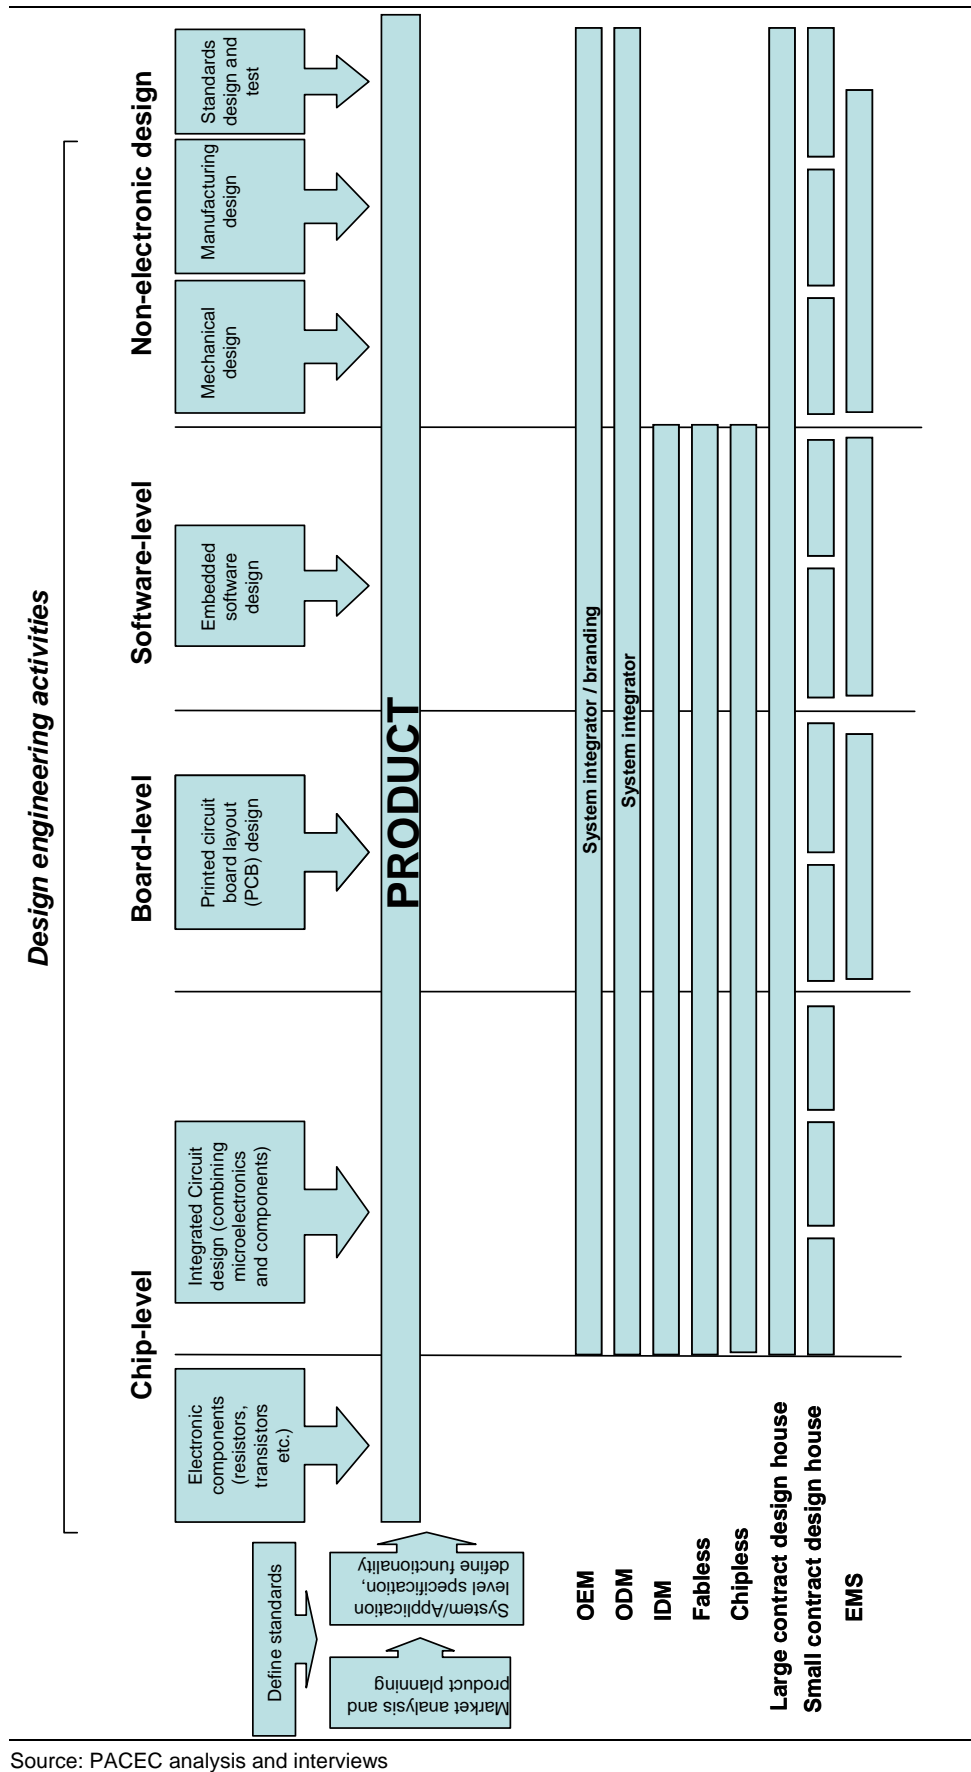 Design engineering activities
Chip-level
Board-level
Software-level
Non-electronic design
Define standards
Market analysis and
product planning
System/Application
level specification,
define functionality
Electronic
components
(resistors,
transistors
etc.)
Integrated Circuit
design (combining
microelectronics
and components)
Printed circuit
board layout
(PCB) design
Embedded
software
design
Mechanical
design
Manufacturing
design
Standards
design and
test
PRODUCT
OEM
System integrator / branding
ODM
System integrator
IDM
Fabless
Chipless
Large contract design house
Small contract design house
EMS
Source: PACEC analysis and interviews